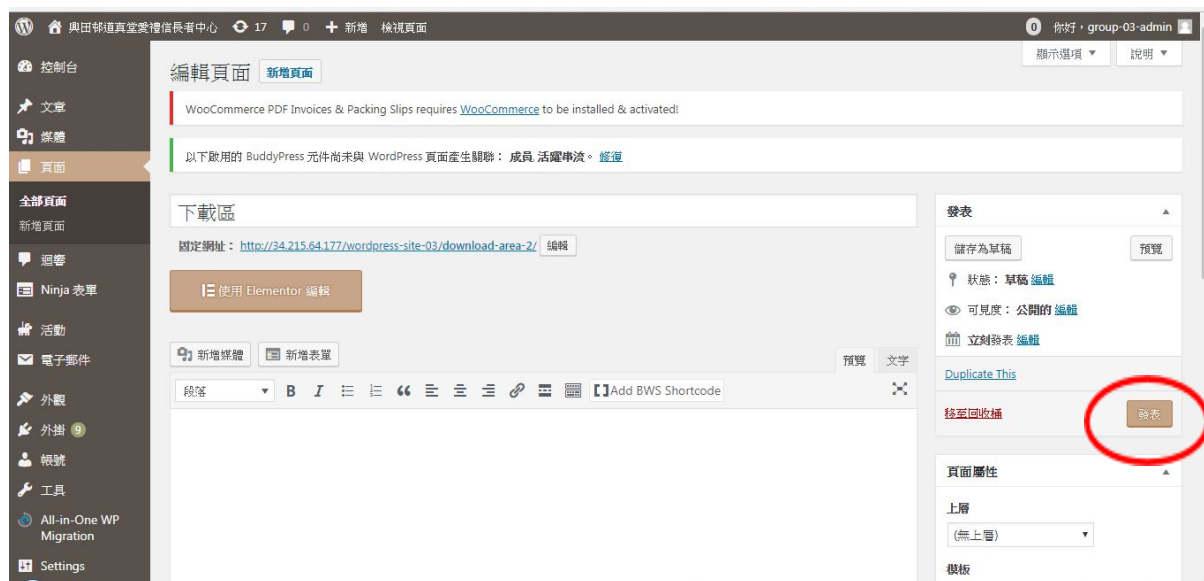 興田邨道真堂愛禮信長者中心 17 0 新增 檢視頁面 0 你好，group-03-admin
顯示選項 說明
控制台
文章
媒體
頁面
全部頁面
新增頁面
迴響
Ninja 表單
活動
電子郵件
外觀
外掛 9
帳號
工具
All-in-One WP
Migration
Settings
編輯頁面 新增頁面
WooCommerce PDF Invoices & Packing Slips requires WooCommerce to be installed & activated!
以下啟用的 BuddyPress 元件尚未與 WordPress 頁面產生關聯： 成員, 活躍串流。 修復
下載區
固定網址： http://34.215.64.177/wordpress-site-03/download-area-2/ 編輯
使用 Elementor 編輯
新增媒體 新增表單
預覽 文字
段落 B I Add BWS Shortcode
發表
儲存為草稿 預覽
狀態： 草稿 編輯
可見度： 公開的 編輯
立刻發表 編輯
Duplicate This
移至回收桶 發表
頁面屬性
上層
(無上層)
模板